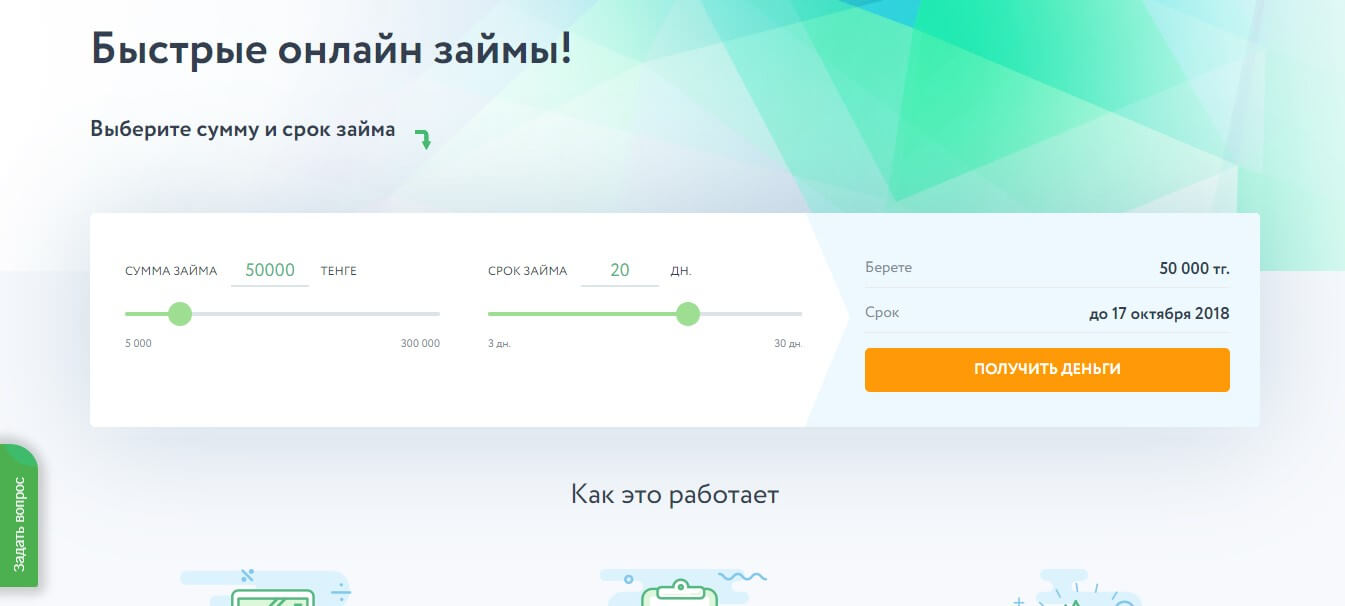 Быстрые онлайн займы!
Выберите сумму и срок займа
СУММА ЗАЙМА 50000 ТЕНГЕ
5 000 300 000
СРОК ЗАЙМА 20 ДН.
3 дн. 30 дн.
Берете 50 000 тг.
Срок до 17 октября 2018
ПОЛУЧИТЬ ДЕНЬГИ
Задать вопрос
Как это работает